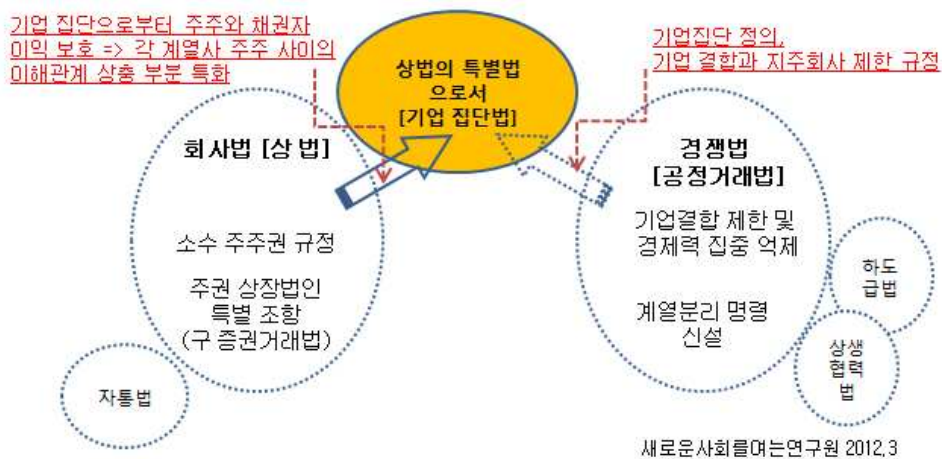 기업 집단으로부터 주주와 채권자
이익 보호 => 각 계열사 주주 사이의
이해관계 상충 부분 특화
상법의 특별법
으로서
[기업 집단법]
기업집단 정의,
기업 결합과 지주회사 제한 규정
회사법 [상 법]
소수 주주권 규정
주권 상장법인
특별 조항
(구 증권거래법)
자통법
경쟁법
[공정거래법]
기업결합 제한 및
경제력 집중 억제
계열분리 명령
신설
하도
급법
상생
협력
법
새로운사회를여는연구원 2012,3